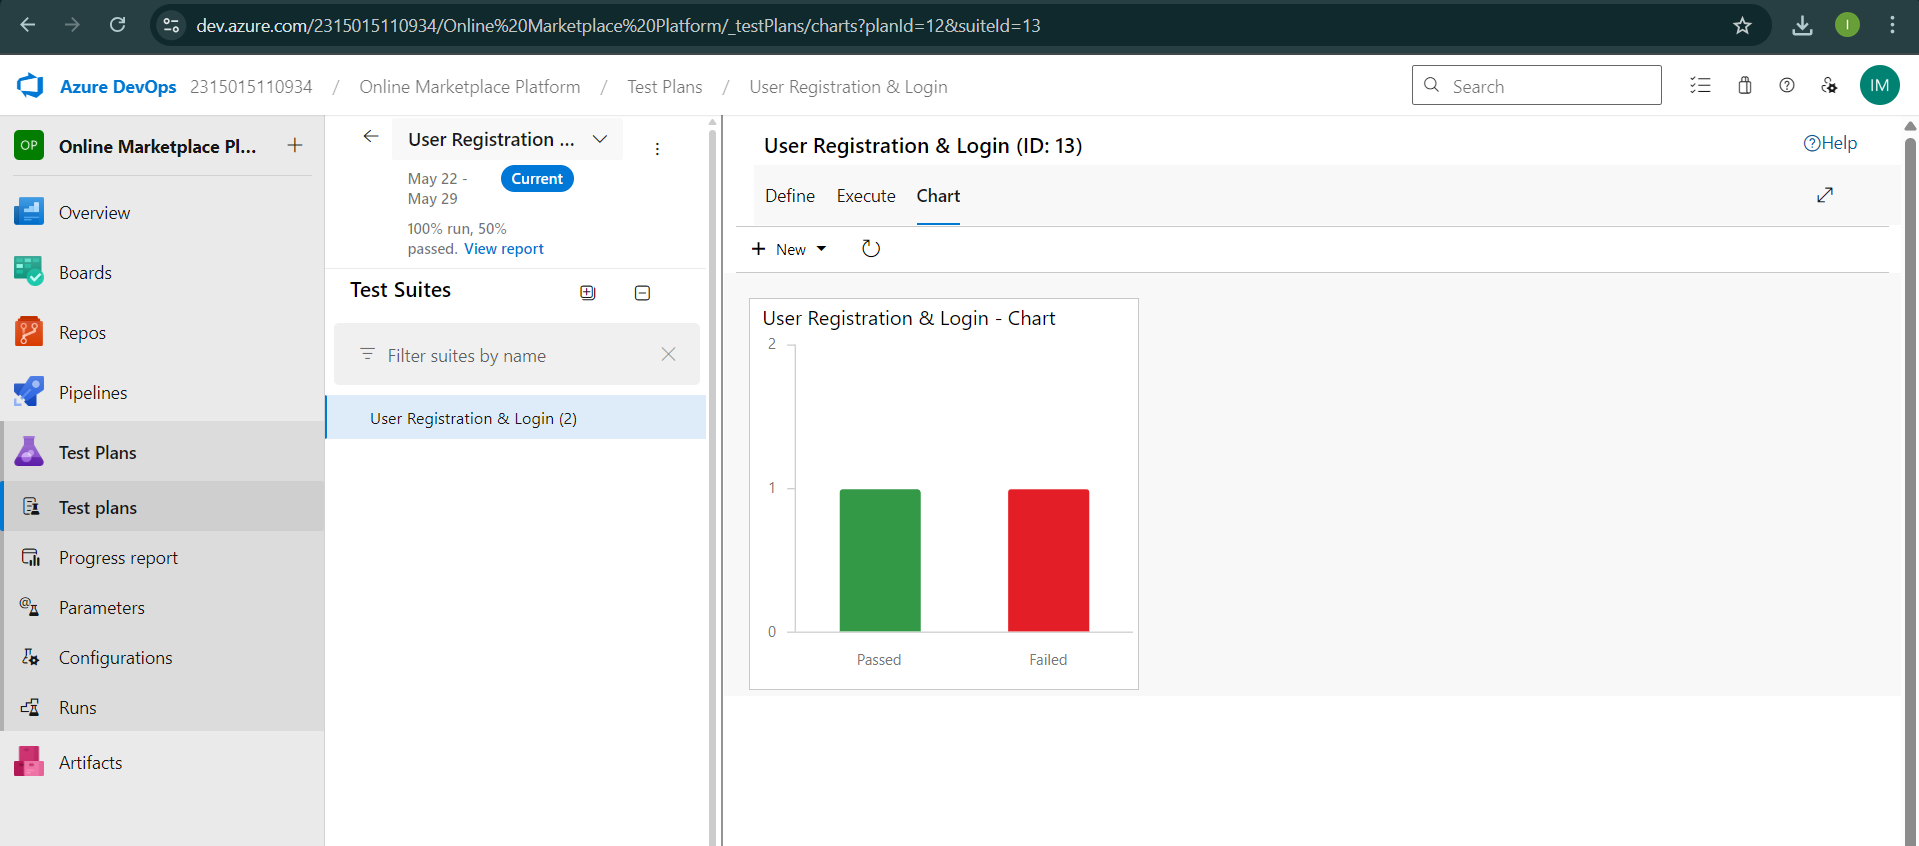 dev.azure.com/2315015110934/Online%20Marketplace%20Platform/_testPlans/charts?planId=12&suiteId=13
I
Azure DevOps 2315015110934 / Online Marketplace Platform / Test Plans / User Registration & Login
Search
IM
OP Online Marketplace Pl...
Overview
Boards
Repos
Pipelines
Test Plans
Test plans
Progress report
Parameters
Configurations
Runs
Artifacts
User Registration ...
May 22 -
May 29
Current
100% run, 50%
passed. View report
Test Suites
Filter suites by name
User Registration & Login (2)
User Registration & Login (ID: 13)
Help
Define Execute Chart
New
User Registration & Login - Chart
2
1
0
Passed Failed